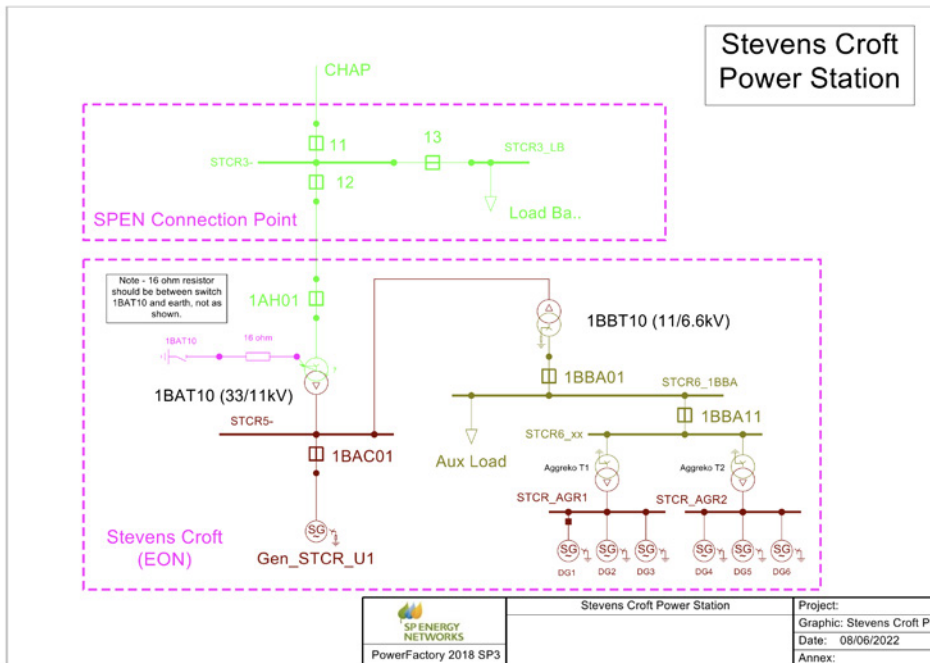 Stevens Croft
Power Station
CHAP
11
13
STCR3-
STCR3_LB
12
Load Ba..
SPEN Connection Point
Note - 16 ohm resistor
should be between switch
1BAT10 and earth, not as
shown.
1AH01
1BBT10 (11/6.6kV)
1BAT10
16 ohm
Y
1BAT10 (33/11kV)
1BBA01
STCR6_1BBA
1BBA11
STCR5-
STCR6_xx
1BAC01
Aux Load
Aggreko T1
Aggreko T2
STCR_AGR1
STCR_AGR2
Stevens Croft
(EON)
SG
Gen_STCR_U1
SG
SG
SG
SG
SG
SG
DG1
DG2
DG3
DG4
DG5
DG6
SP ENERGY
NETWORKS
PowerFactory 2018 SP3
Stevens Croft Power Station
Project:
Graphic: Stevens Croft P
Date: 08/06/2022
Annex: